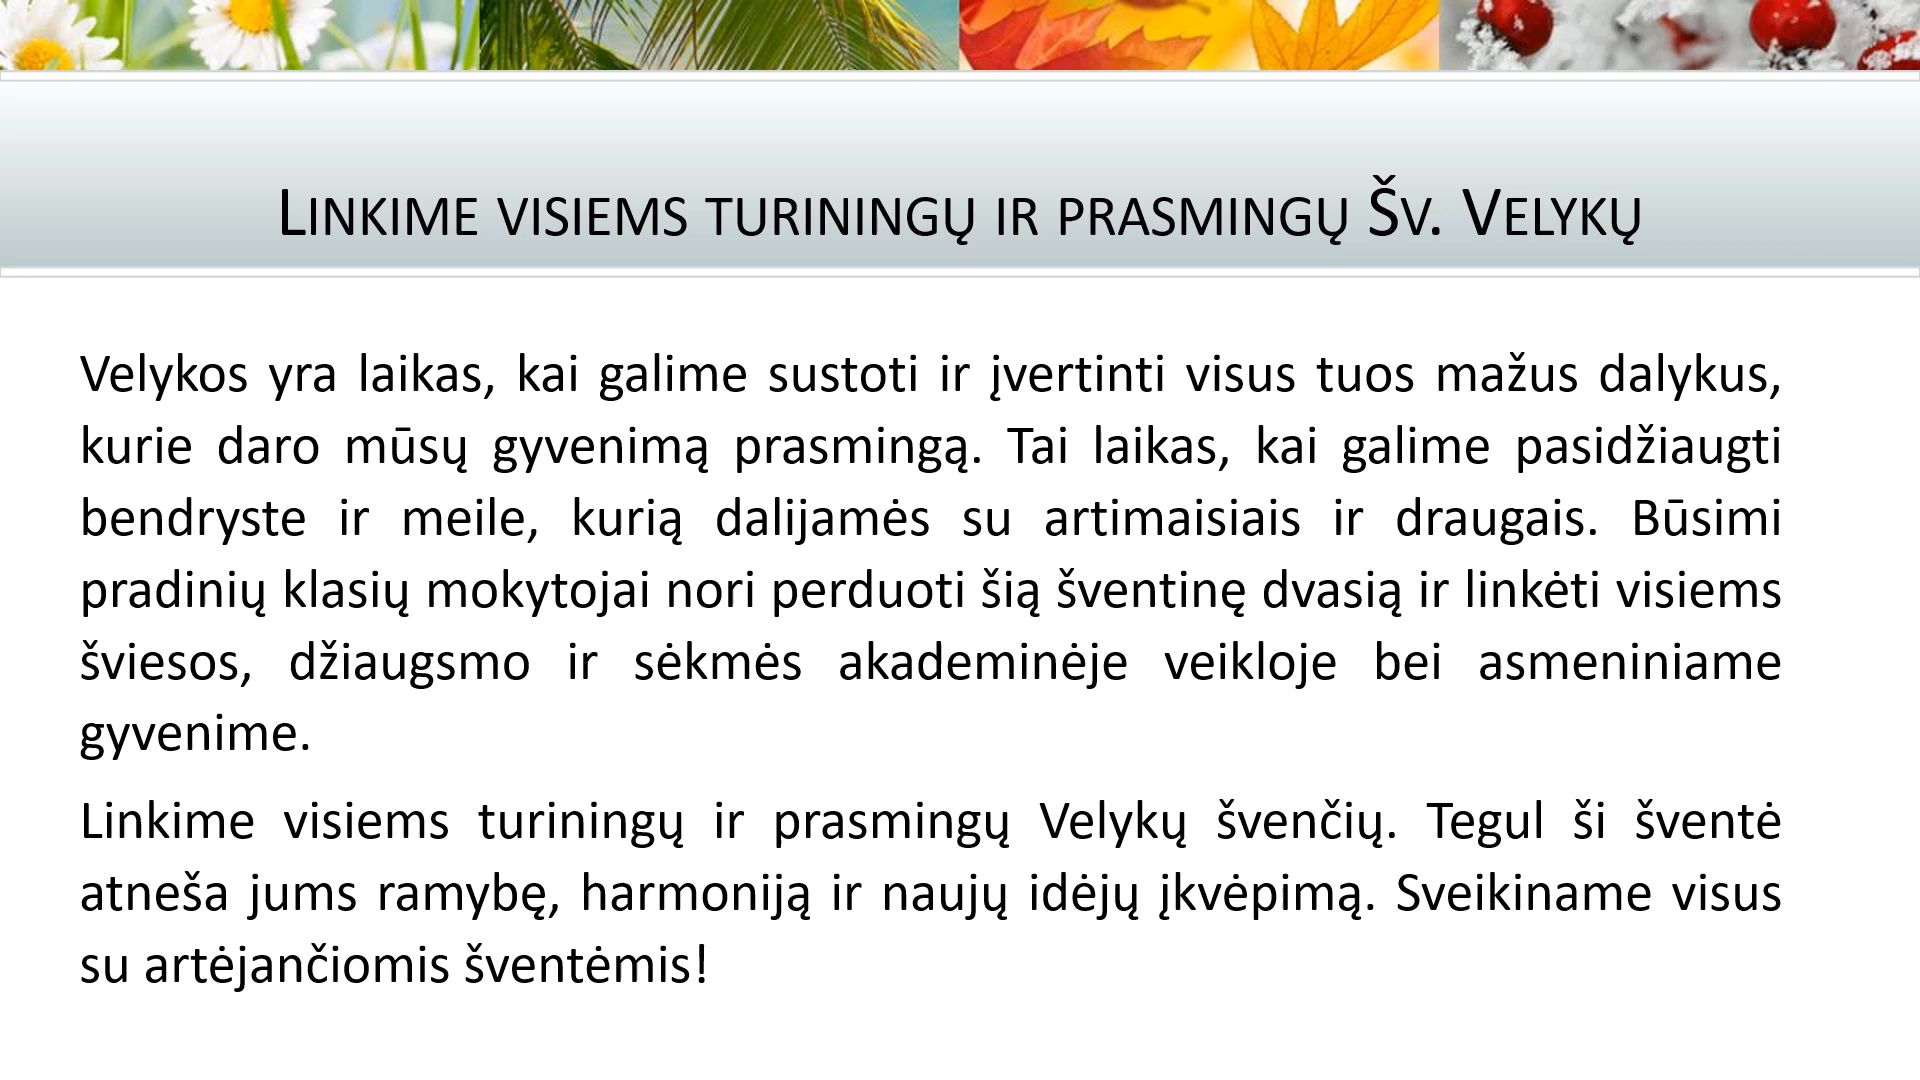 Linkime visiems turiningų ir prasmingų Šv. Velykų
Velykos yra laikas, kai galime sustoti ir įvertinti visus tuos mažus dalykus,
kurie daro mūsų gyvenimą prasmingą. Tai laikas, kai galime pasidžiaugti
bendryste ir meile, kurią dalijamės su artimaisiais ir draugais. Būsimi
pradinių klasių mokytojai nori perduoti šią šventinę dvasią ir linkėti visiems
šviesos, džiaugsmo ir sėkmės akademinėje veikloje bei asmeniniame
gyvenime.
Linkime visiems turiningų ir prasmingų Velykų švenčių. Tegul ši šventė
atneša jums ramybę, harmoniją ir naujų idėjų įkvėpimą. Sveikiname visus
su artėjančiomis šventėmis!